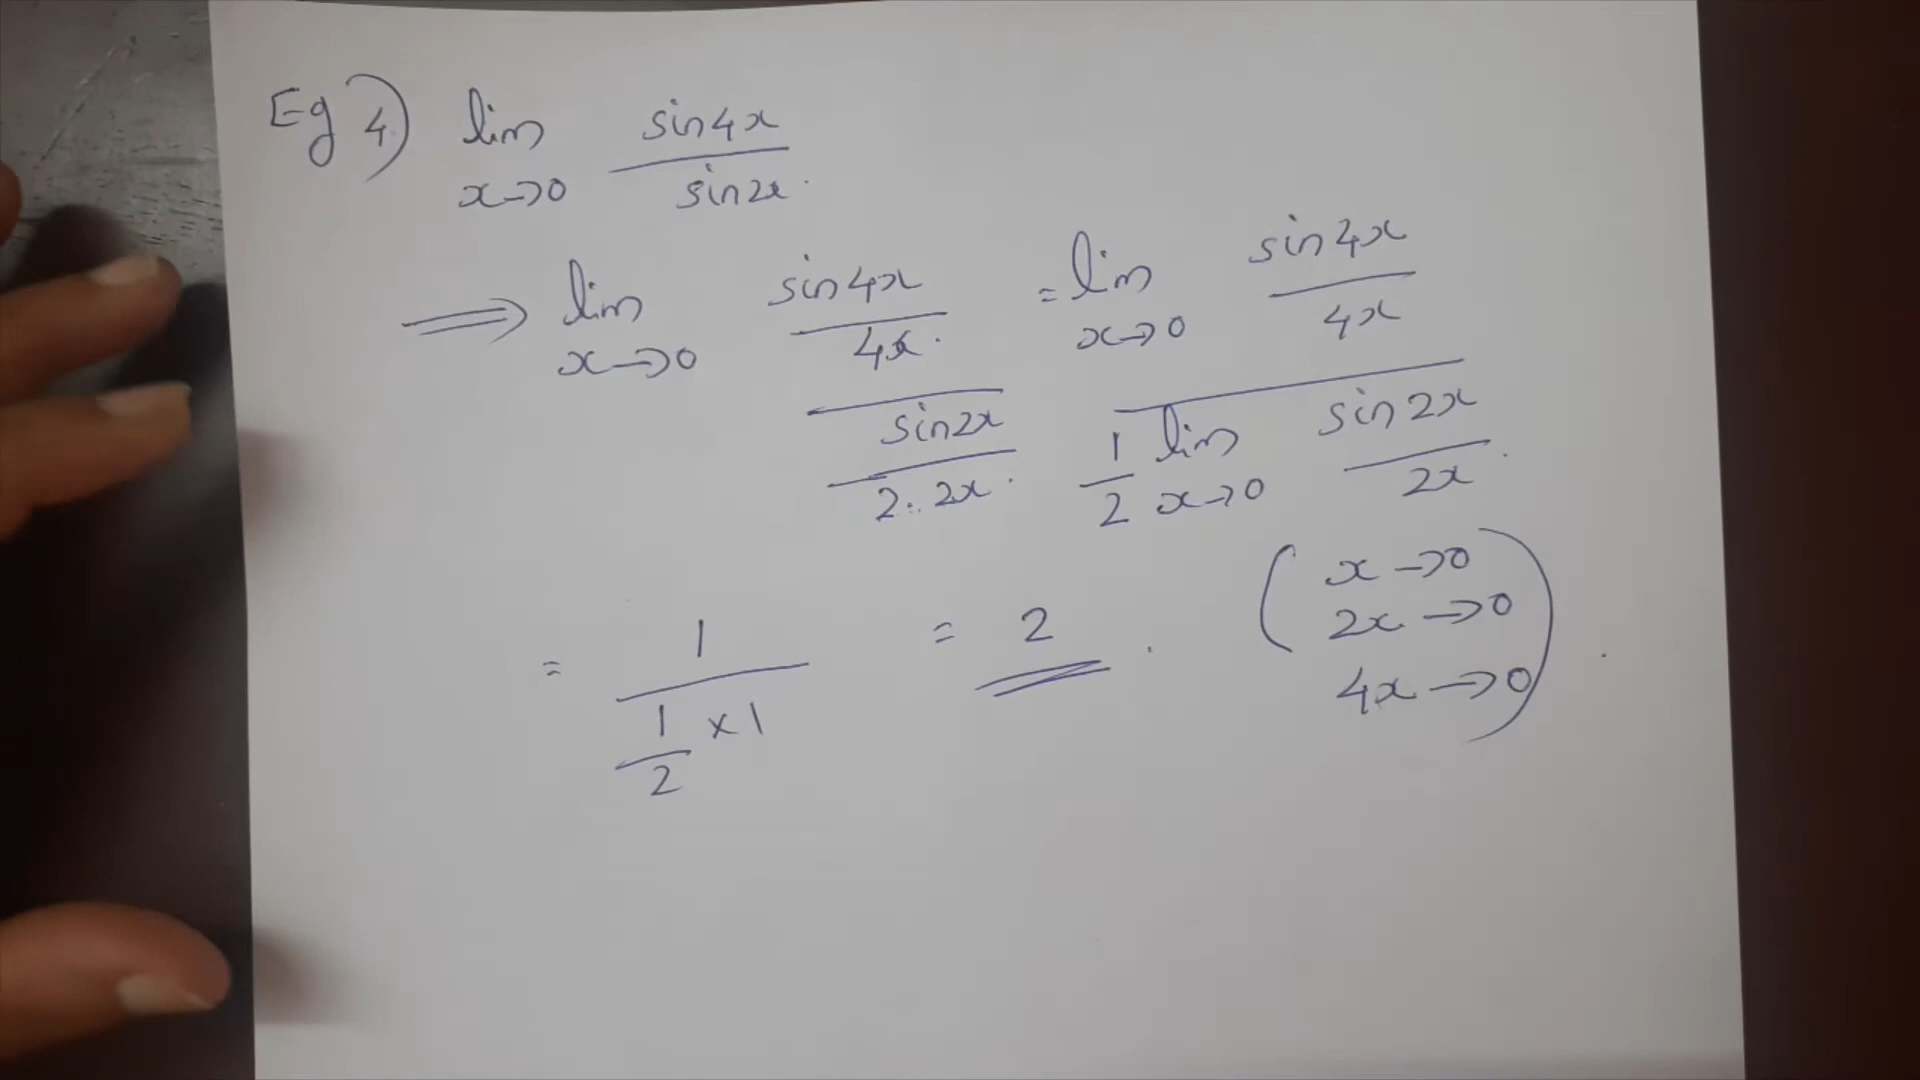 Eg 4) lim x→0 sin4x / sin2x.
⟹ lim x→0 (sin4x / 4x.) / (sin2x / 2.2x.) = lim x→0 (sin4x / 4x) / (1/2 lim x→0 sin2x / 2x.)
= 1 / (1/2 × 1) = 2. (x→0
2x→0
4x→0).